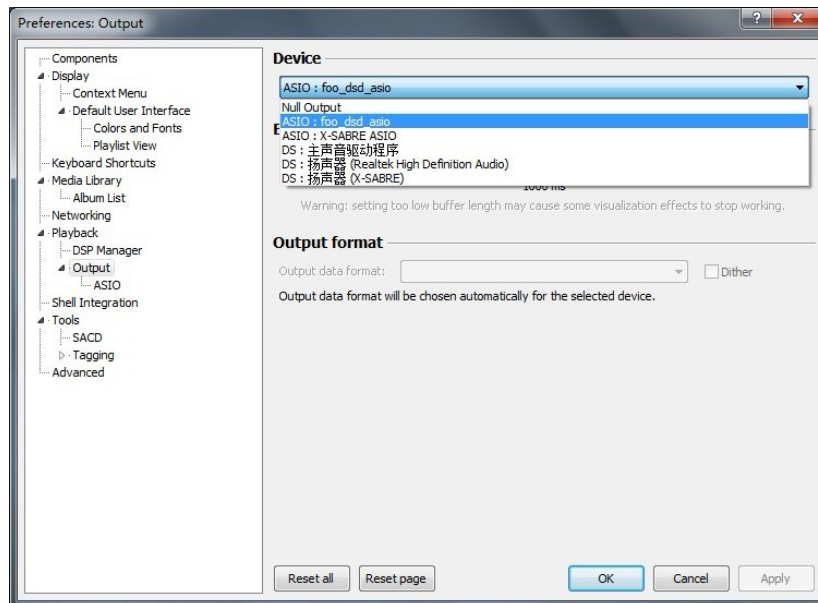 Preferences: Output
Components
Display
Context Menu
Default User Interface
Colors and Fonts
Playlist View
Keyboard Shortcuts
Media Library
Album List
Networking
Playback
DSP Manager
Output
ASIO
Shell Integration
Tools
SACD
Tagging
Advanced
Device
ASIO : foo_dsd_asio
Null Output
ASIO : foo_dsd_asio
ASIO : X-SABRE ASIO
DS : 主声音驱动程序
DS : 扬声器 (Realtek High Definition Audio)
DS : 扬声器 (X-SABRE)
1000 ms
Warning: setting too low buffer length may cause some visualization effects to stop working.
Output format
Output data format:
Dither
Output data format will be chosen automatically for the selected device.
Reset all
Reset page
OK
Cancel
Apply